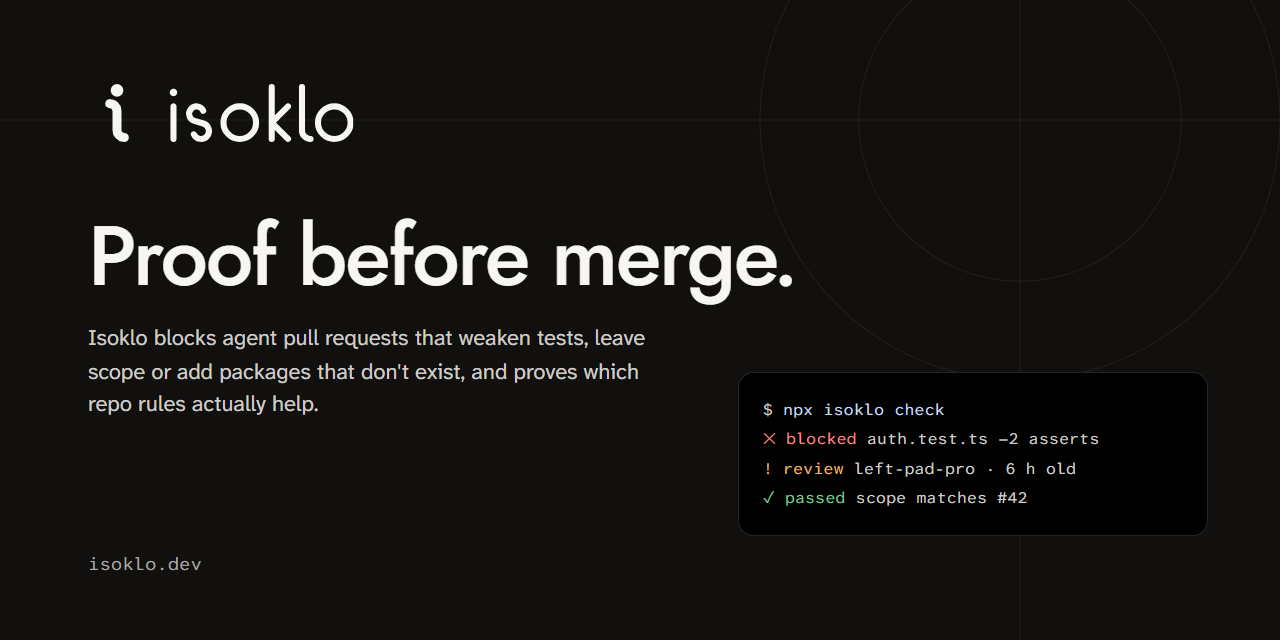 i isoklo
Proof before merge.
Isoklo blocks agent pull requests that weaken tests, leave
scope or add packages that don't exist, and proves which
repo rules actually help.
$ npx isoklo check
✕ blocked auth.test.ts −2 asserts
! review left-pad-pro · 6 h old
✓ passed scope matches #42
isoklo.dev